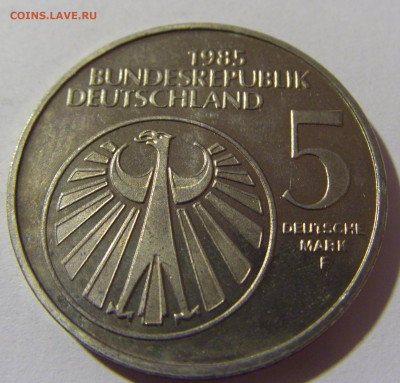 COINS.LAVE.RU
1985
BUNDESREPUBLIK
DEUTSCHLAND
5
DEUTSCHE
MARK
F